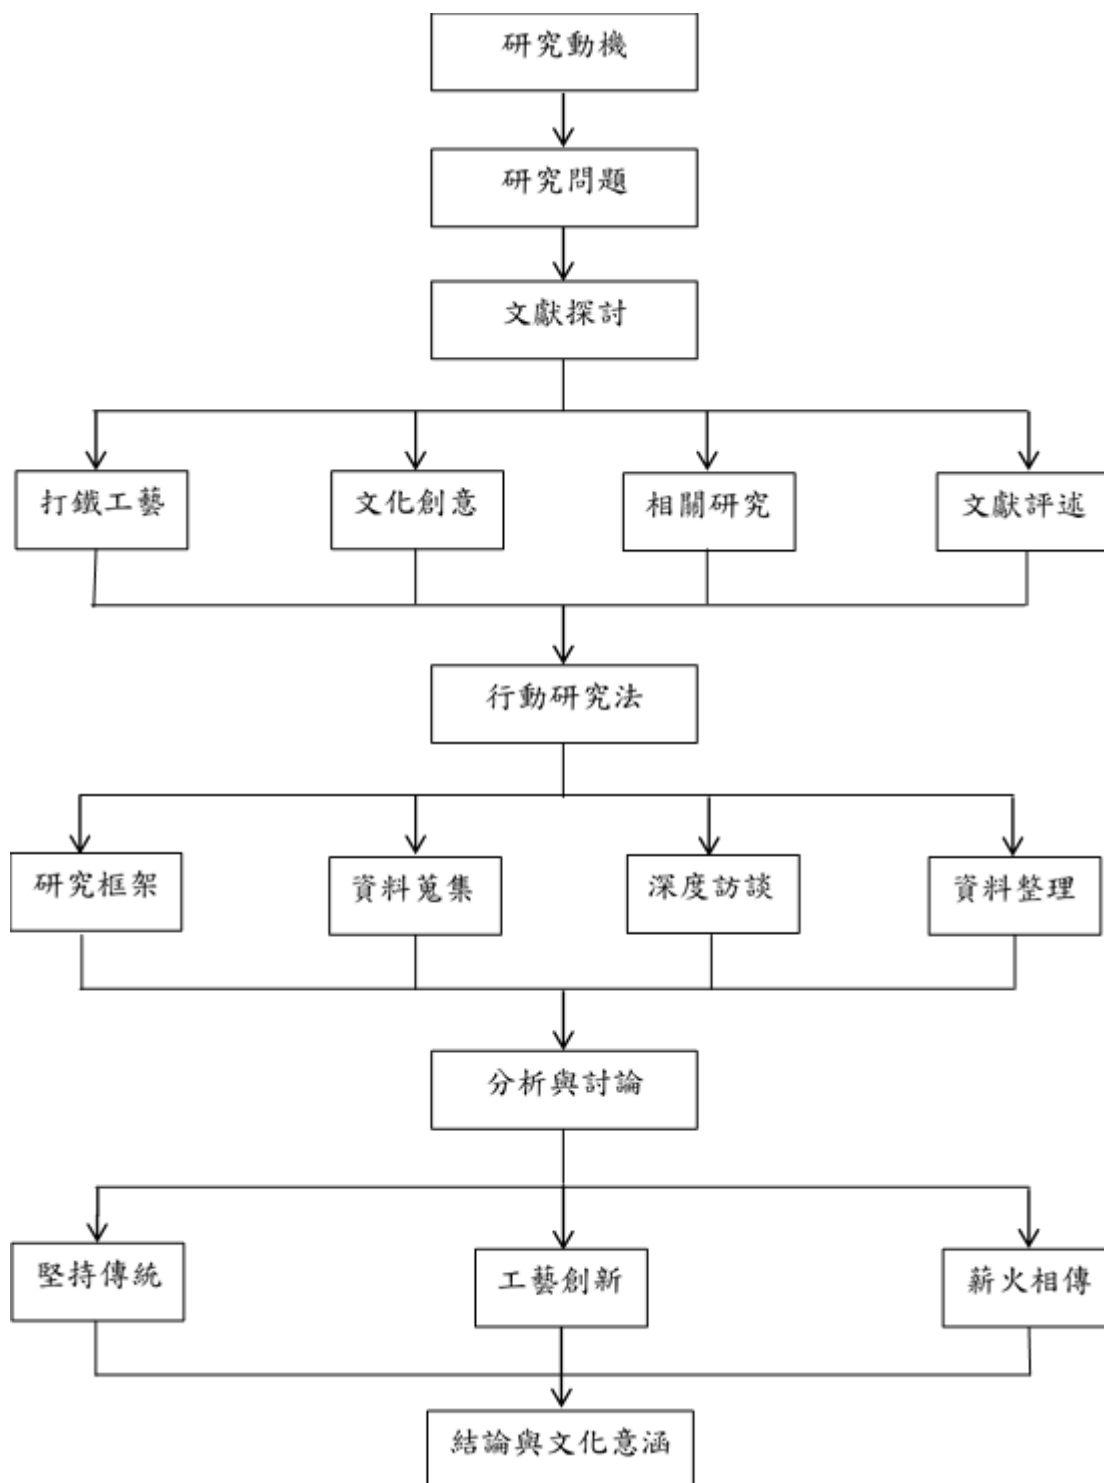 研究動機
研究問題
文獻探討
打鐵工藝
文化創意
相關研究
文獻評述
行動研究法
研究框架
資料蒐集
深度訪談
資料整理
分析與討論
堅持傳統
工藝創新
薪火相傳
結論與文化意涵